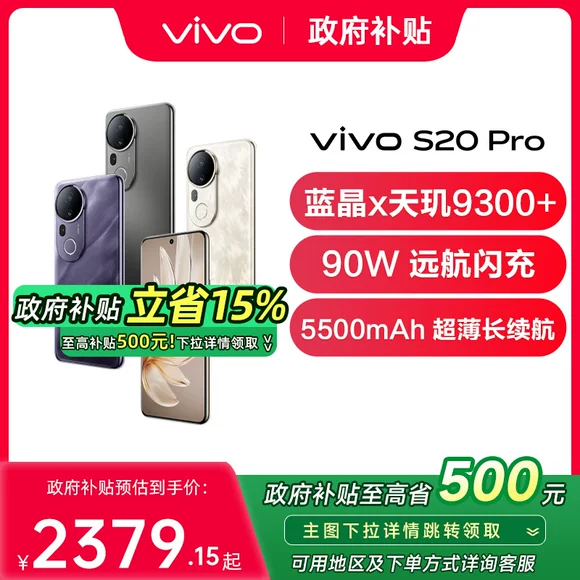 vivo 政府补贴
vivo S20 Pro
蓝晶x天玑9300+
90W 远航闪充
5500mAh 超薄长续航
政府补贴 立省15%
至高补贴500元!下拉详情领取
政府补贴预估到手价:
¥2379.15起
政府补贴至高省500元
主图下拉详情跳转领取
可用地区及下单方式详询客服